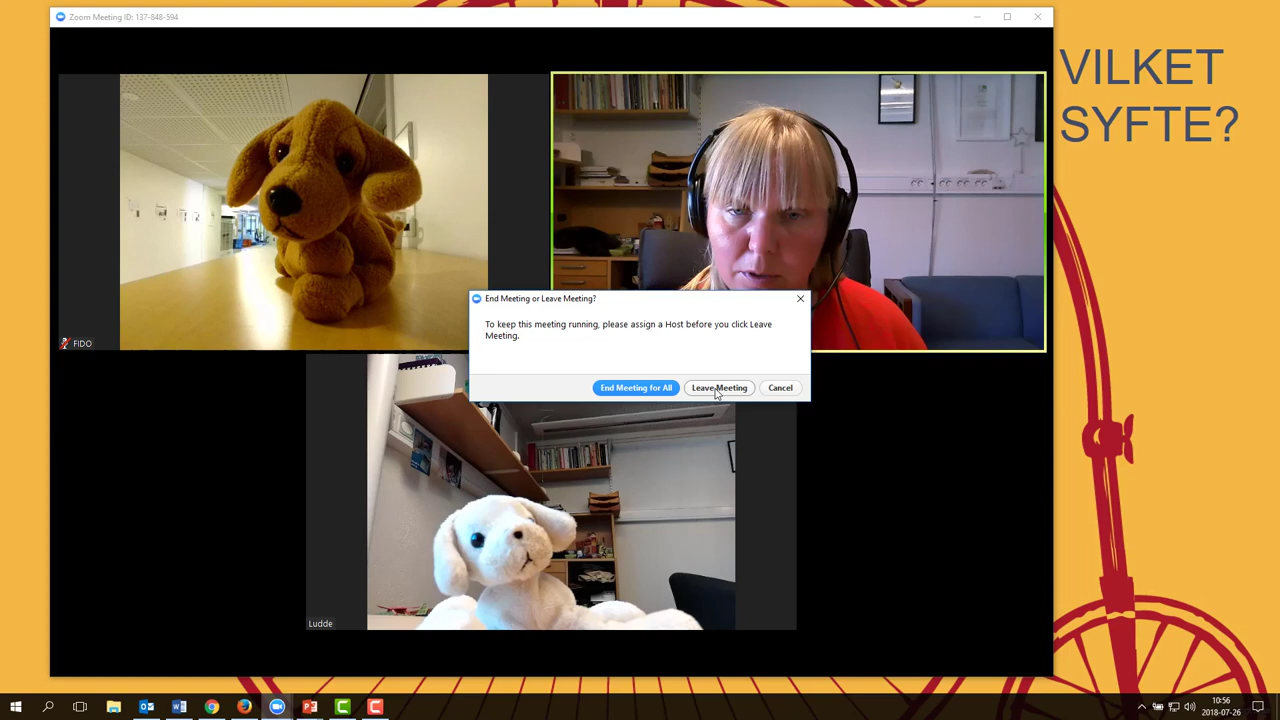 Zoom Meeting ID: 137-848-594
VILKET
SYFTE?
FIDO
End Meeting or Leave Meeting?
To keep this meeting running, please assign a Host before you click Leave
Meeting.
End Meeting for All
Leave Meeting
Cancel
Ludde
10:56
2018-07-26